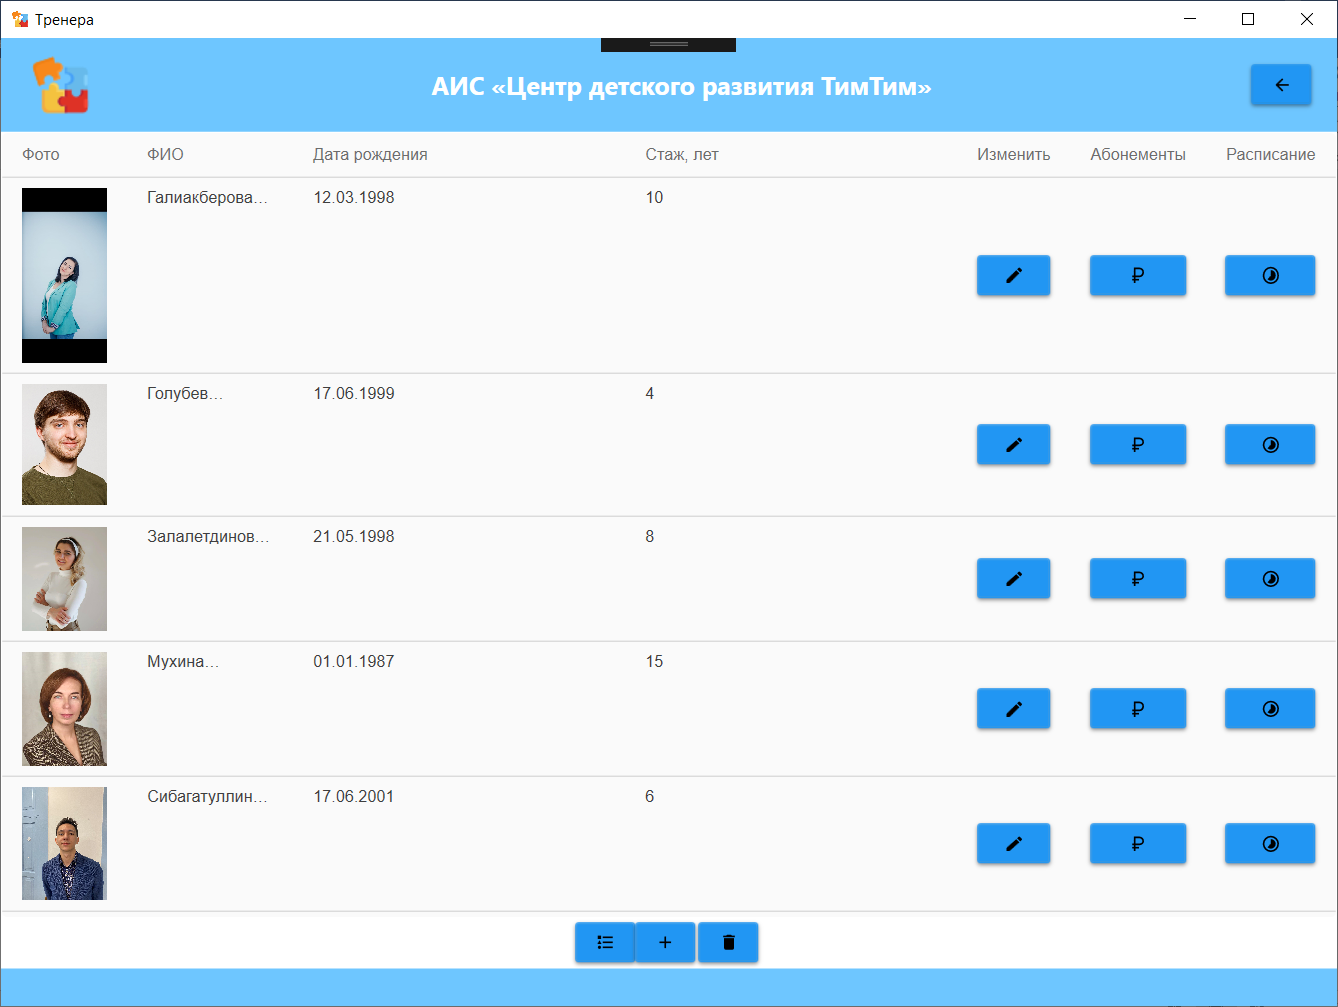 Тренера
АИС «Центр детского развития ТимТим»
Фото ФИО Дата рождения Стаж, лет Изменить Абонементы Расписание
Галиакберова... 12.03.1998 10
₽
Голубев... 17.06.1999 4
₽
Залалетдинов... 21.05.1998 8
₽
Мухина... 01.01.1987 15
₽
Сибагатуллин... 17.06.2001 6
₽